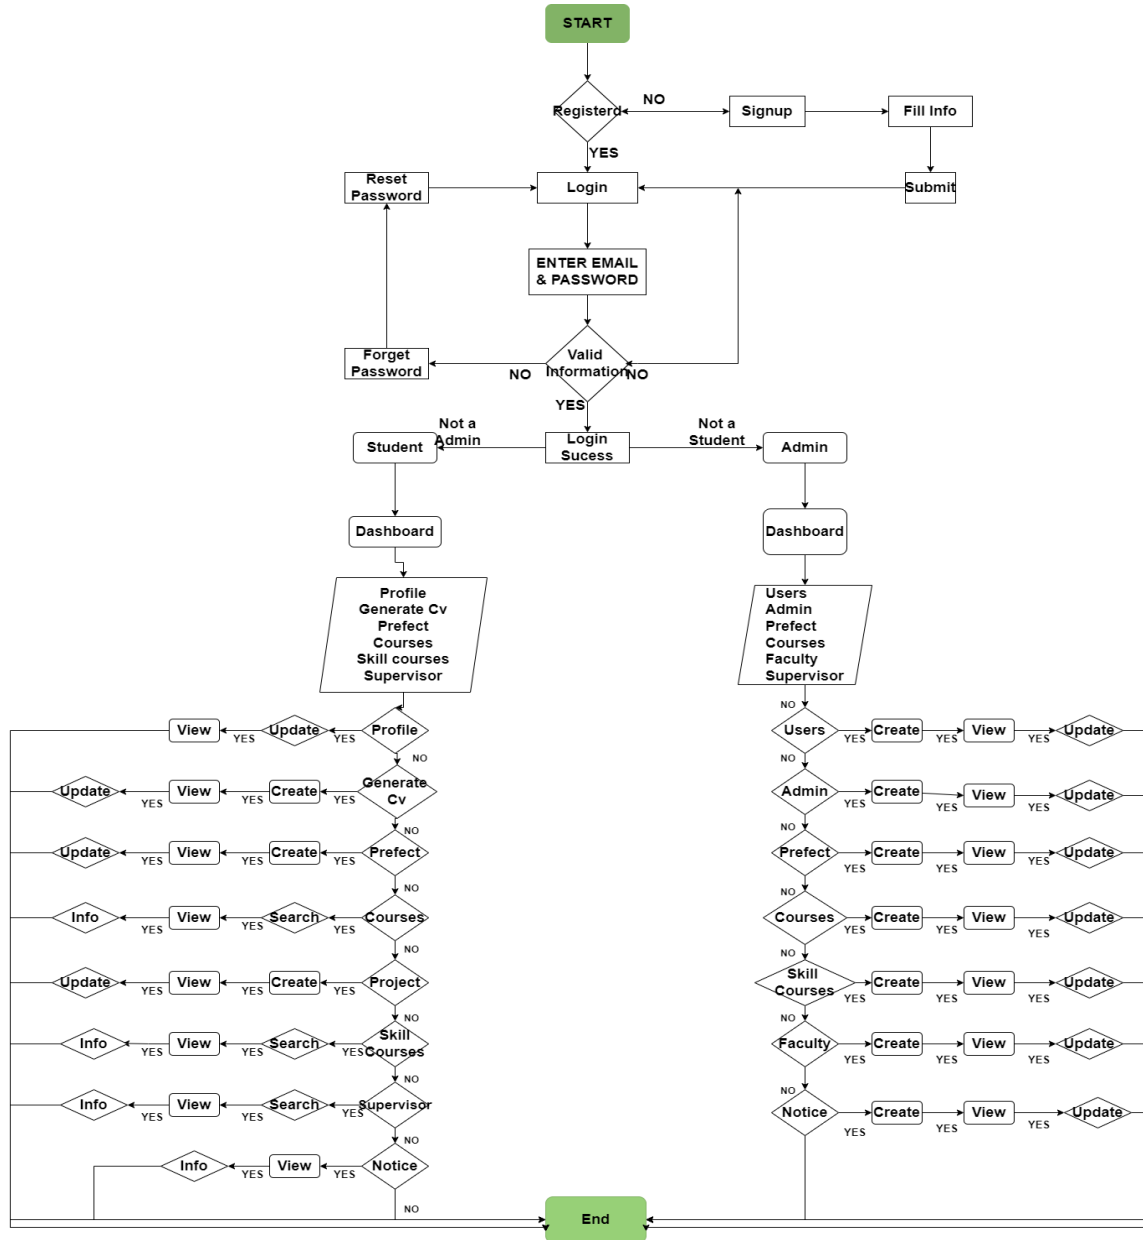 START
Registerd
NO
Signup
Fill Info
YES
Reset
Password
Login
Submit
ENTER EMAIL
& PASSWORD
Valid
Information
Forget
Password
NO
NO
YES
Not a
Admin
Not a
Student
Student
Login
Sucess
Admin
Dashboard
Dashboard
Profile
Generate Cv
Prefect
Courses
Skill courses
Supervisor
Users
Admin
Prefect
Courses
Faculty
Supervisor
NO
View
YES
Update
YES
Profile
Users
YES
Create
YES
View
YES
Update
NO
NO
Update
YES
View
YES
Create
YES
Generate
Cv
Admin
YES
Create
YES
View
YES
Update
NO
NO
Update
YES
View
YES
Create
YES
Prefect
Prefect
YES
Create
YES
View
YES
Update
NO
NO
Info
YES
View
YES
Search
YES
Courses
Courses
YES
Create
YES
View
YES
Update
NO
NO
Update
YES
View
YES
Create
YES
Project
Skill
Courses
YES
Create
YES
View
YES
Update
NO
NO
Info
YES
View
YES
Search
YES
Skill
Courses
Faculty
YES
Create
YES
View
YES
Update
NO
NO
Info
YES
View
YES
Search
YES
Supervisor
Notice
YES
Create
YES
View
YES
Update
NO
Info
YES
View
YES
Notice
NO
End